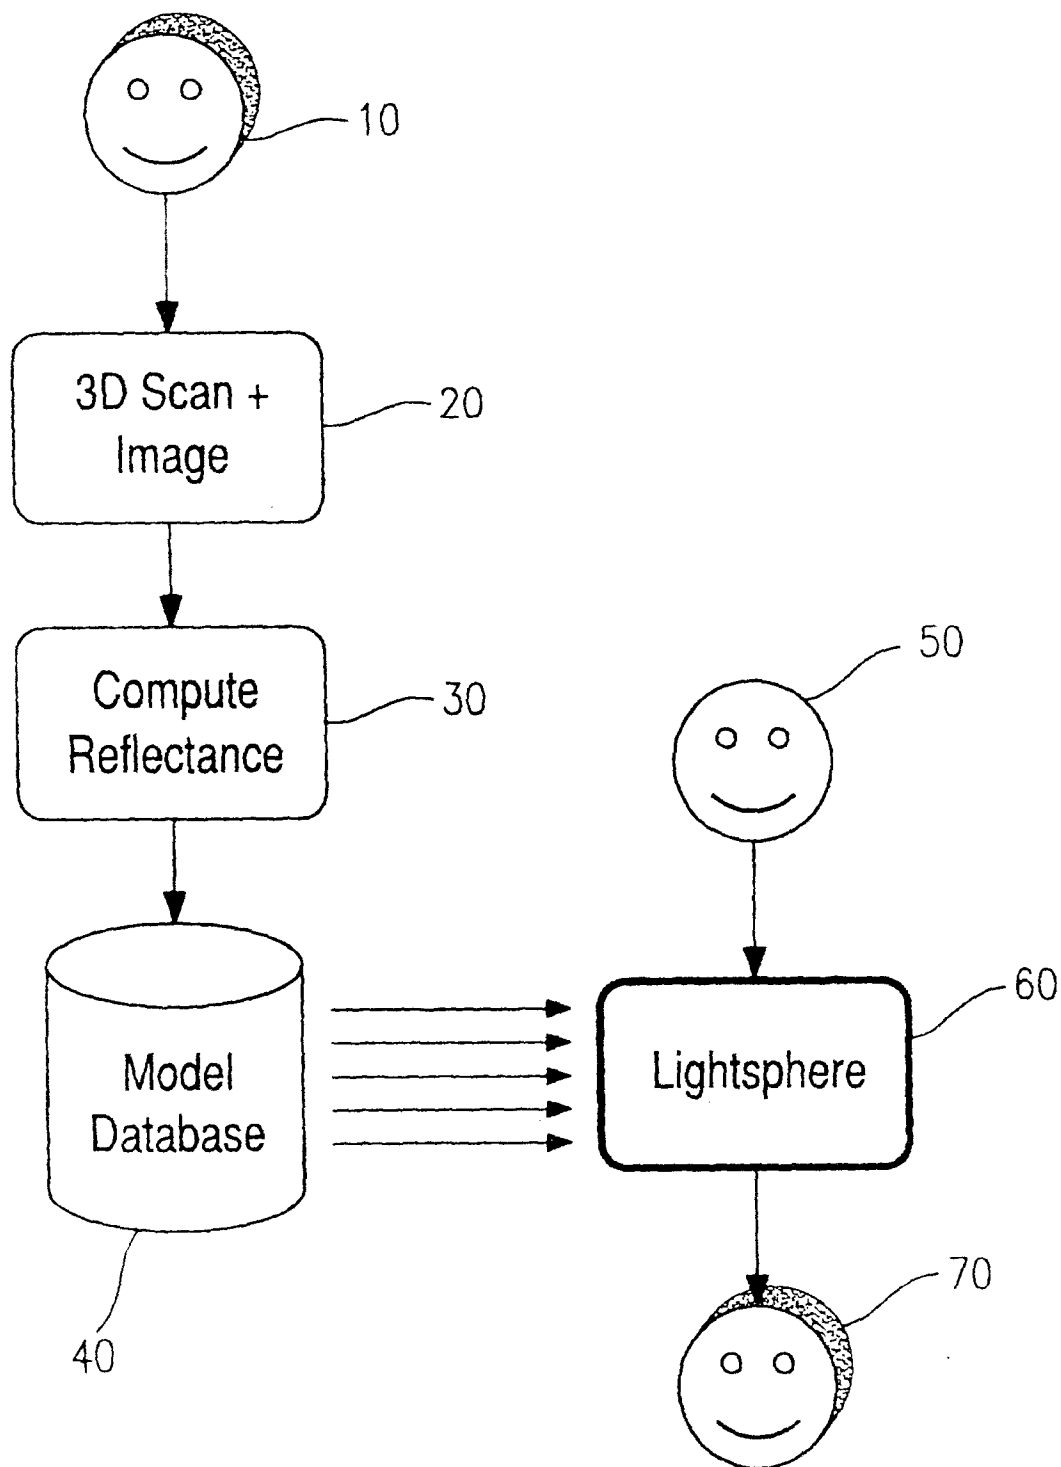 10
3D Scan +
Image
20
Compute
Reflectance
30
50
Model
Database
40
Lightsphere
60
70